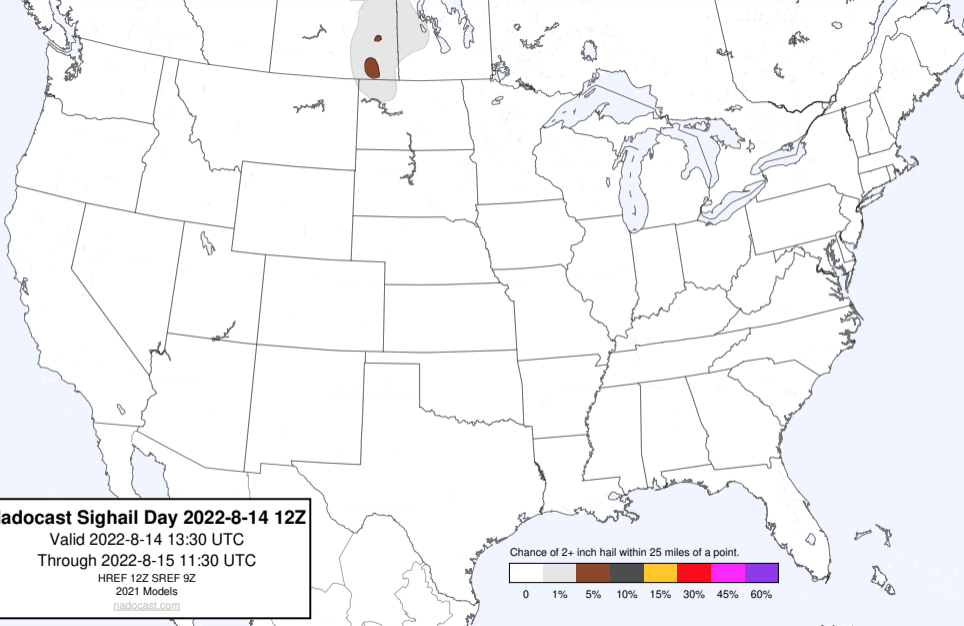 adocast Sighail Day 2022-8-14 12Z
Valid 2022-8-14 13:30 UTC
Through 2022-8-15 11:30 UTC
HREF 12Z SREF 9Z
2021 Models
nadocast.com
Chance of 2+ inch hail within 25 miles of a point.
0 1% 5% 10% 15% 30% 45% 60%